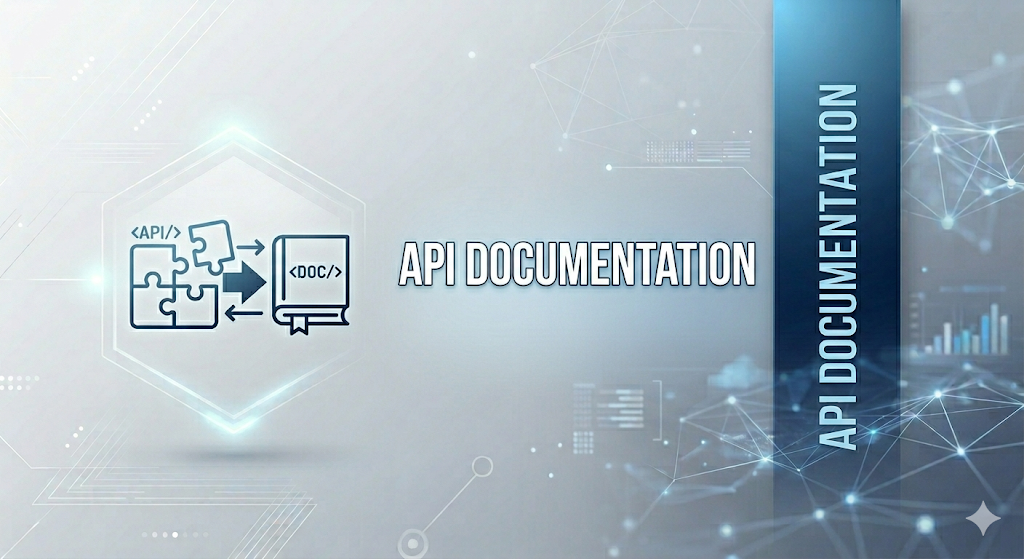 <API/>
<DOC/>
API DOCUMENTATION
API DOCUMENTATION